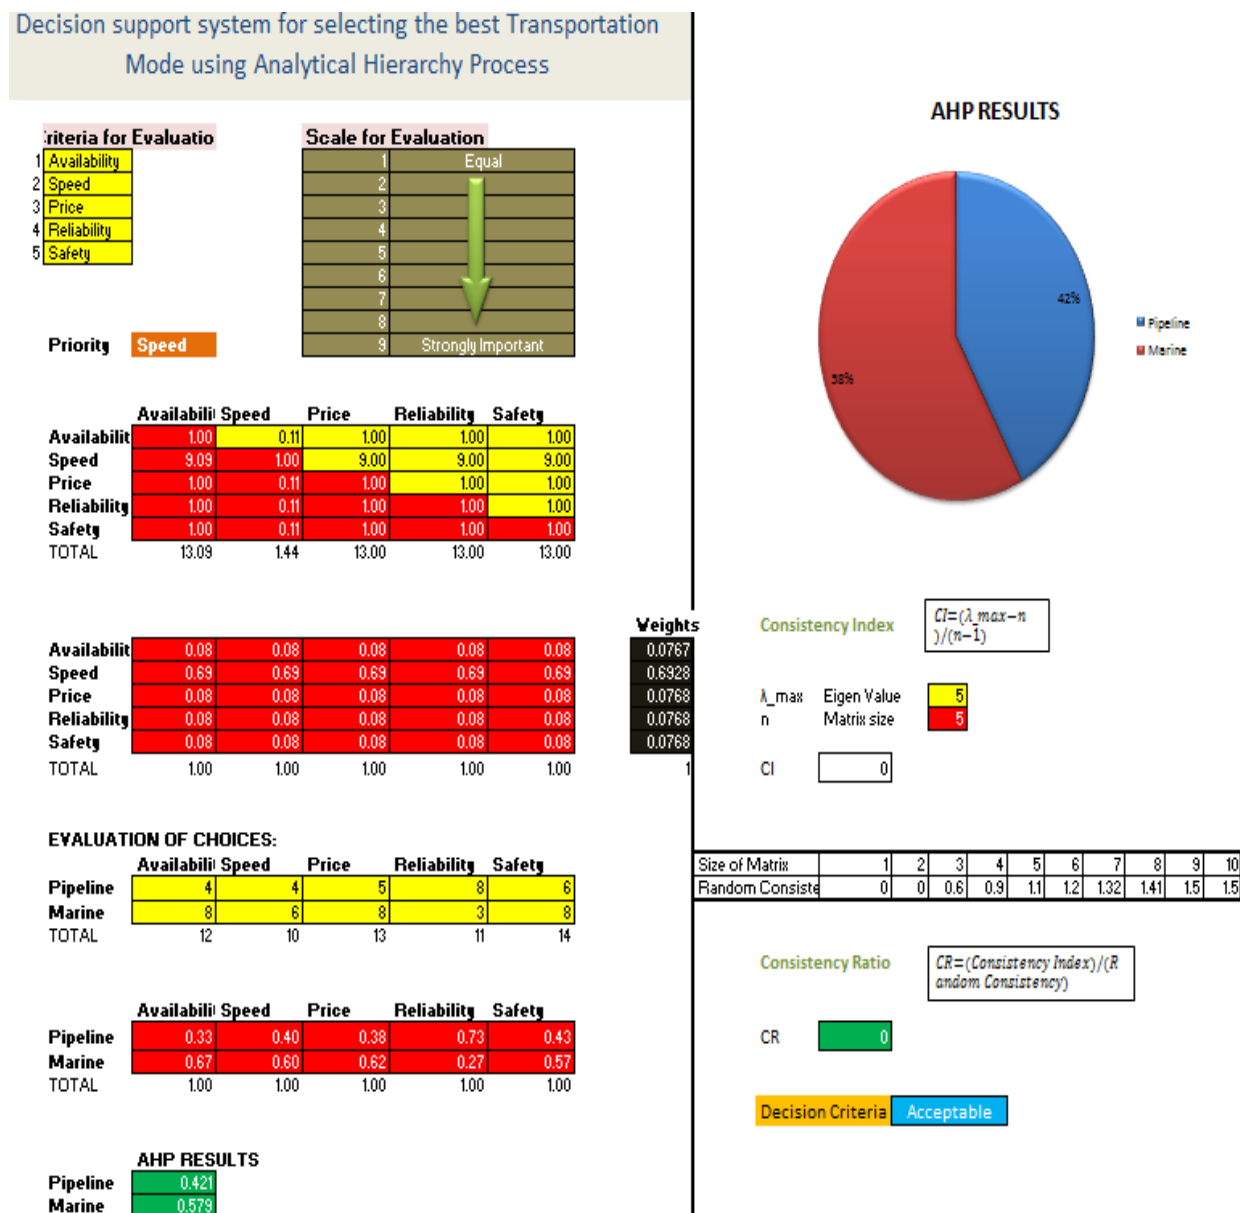 Decision support system for selecting the best Transportation
Mode using Analytical Hierarchy Process
riteria for Evaluatio
1 Availability
2 Speed
3 Price
4 Reliability
5 Safety
Priority Speed
Scale for Evaluation
1 Equal
2
3
4
5
6
7
8
9 Strongly Important
Availabili Speed Price Reliability Safety
Availabilit 1.00 0.11 1.00 1.00 1.00
Speed 9.09 1.00 9.00 9.00 9.00
Price 1.00 0.11 1.00 1.00 1.00
Reliability 1.00 0.11 1.00 1.00 1.00
Safety 1.00 0.11 1.00 1.00 1.00
TOTAL 13.09 1.44 13.00 13.00 13.00
Weights
Availabilit 0.08 0.08 0.08 0.08 0.08 0.0767
Speed 0.69 0.69 0.69 0.69 0.69 0.6928
Price 0.08 0.08 0.08 0.08 0.08 0.0768
Reliability 0.08 0.08 0.08 0.08 0.08 0.0768
Safety 0.08 0.08 0.08 0.08 0.08 0.0768
TOTAL 1.00 1.00 1.00 1.00 1.00 1
EVALUATION OF CHOICES:
Availabili Speed Price Reliability Safety
Pipeline 4 4 5 8 6
Marine 8 6 8 3 8
TOTAL 12 10 13 11 14
Availabili Speed Price Reliability Safety
Pipeline 0.33 0.40 0.38 0.73 0.43
Marine 0.67 0.60 0.62 0.27 0.57
TOTAL 1.00 1.00 1.00 1.00 1.00
AHP RESULTS
Pipeline 0.421
Marine 0.579
AHP RESULTS
42%
58%
Pipeline
Marine
Consistency Index
CI=(λ_max−n
)/(n−1)
λ_max Eigen Value 5
n Matrix size 5
CI 0
Size of Matrix 1 2 3 4 5 6 7 8 9 10
Random Consiste 0 0 0.6 0.9 1.1 1.2 1.32 1.41 1.5 1.5
Consistency Ratio
CR=(Consistency Index)/(R
andom Consistency)
CR 0
Decision Criteria Acceptable